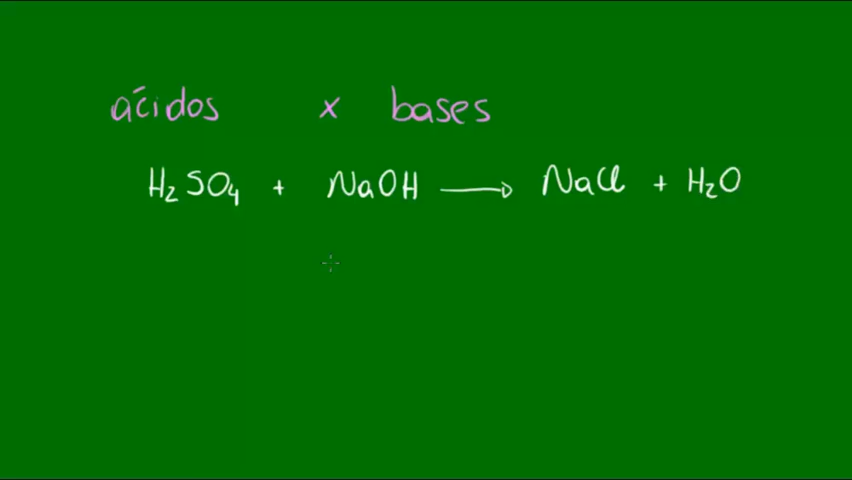 ácidos x bases
H₂SO₄ + NaOH → NaCl + H₂O